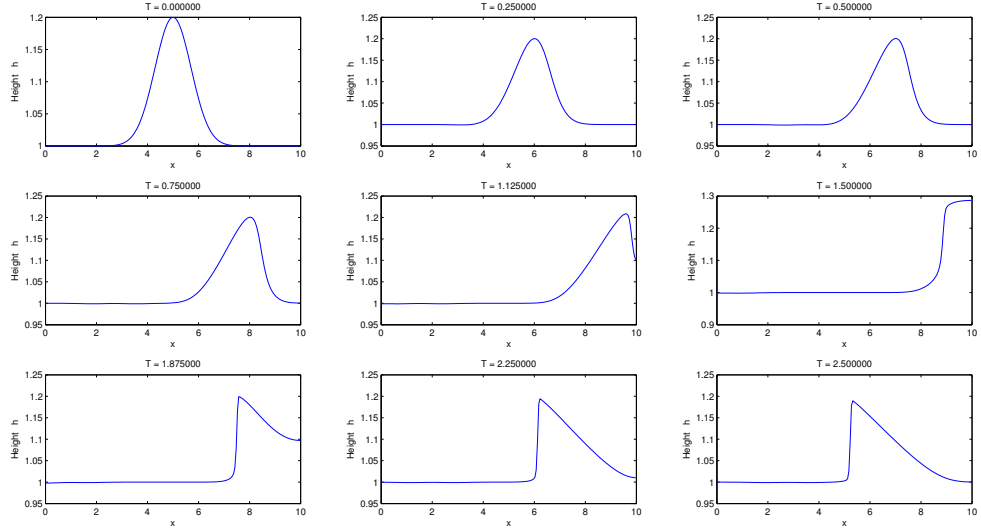 T = 0.000000
1.2
1.15
1.1
1.05
1
0 2 4 6 8 10
x
Height h
T = 0.250000
1.25
1.2
1.15
1.1
1.05
1
0.95
0 2 4 6 8 10
x
Height h
T = 0.500000
1.25
1.2
1.15
1.1
1.05
1
0.95
0 2 4 6 8 10
x
Height h
T = 0.750000
1.25
1.2
1.15
1.1
1.05
1
0.95
0 2 4 6 8 10
x
Height h
T = 1.125000
1.25
1.2
1.15
1.1
1.05
1
0.95
0 2 4 6 8 10
x
Height h
T = 1.500000
1.3
1.2
1.1
1
0.9
0 2 4 6 8 10
x
Height h
T = 1.875000
1.25
1.2
1.15
1.1
1.05
1
0.95
0 2 4 6 8 10
x
Height h
T = 2.250000
1.25
1.2
1.15
1.1
1.05
1
0.95
0 2 4 6 8 10
x
Height h
T = 2.500000
1.25
1.2
1.15
1.1
1.05
1
0.95
0 2 4 6 8 10
x
Height h